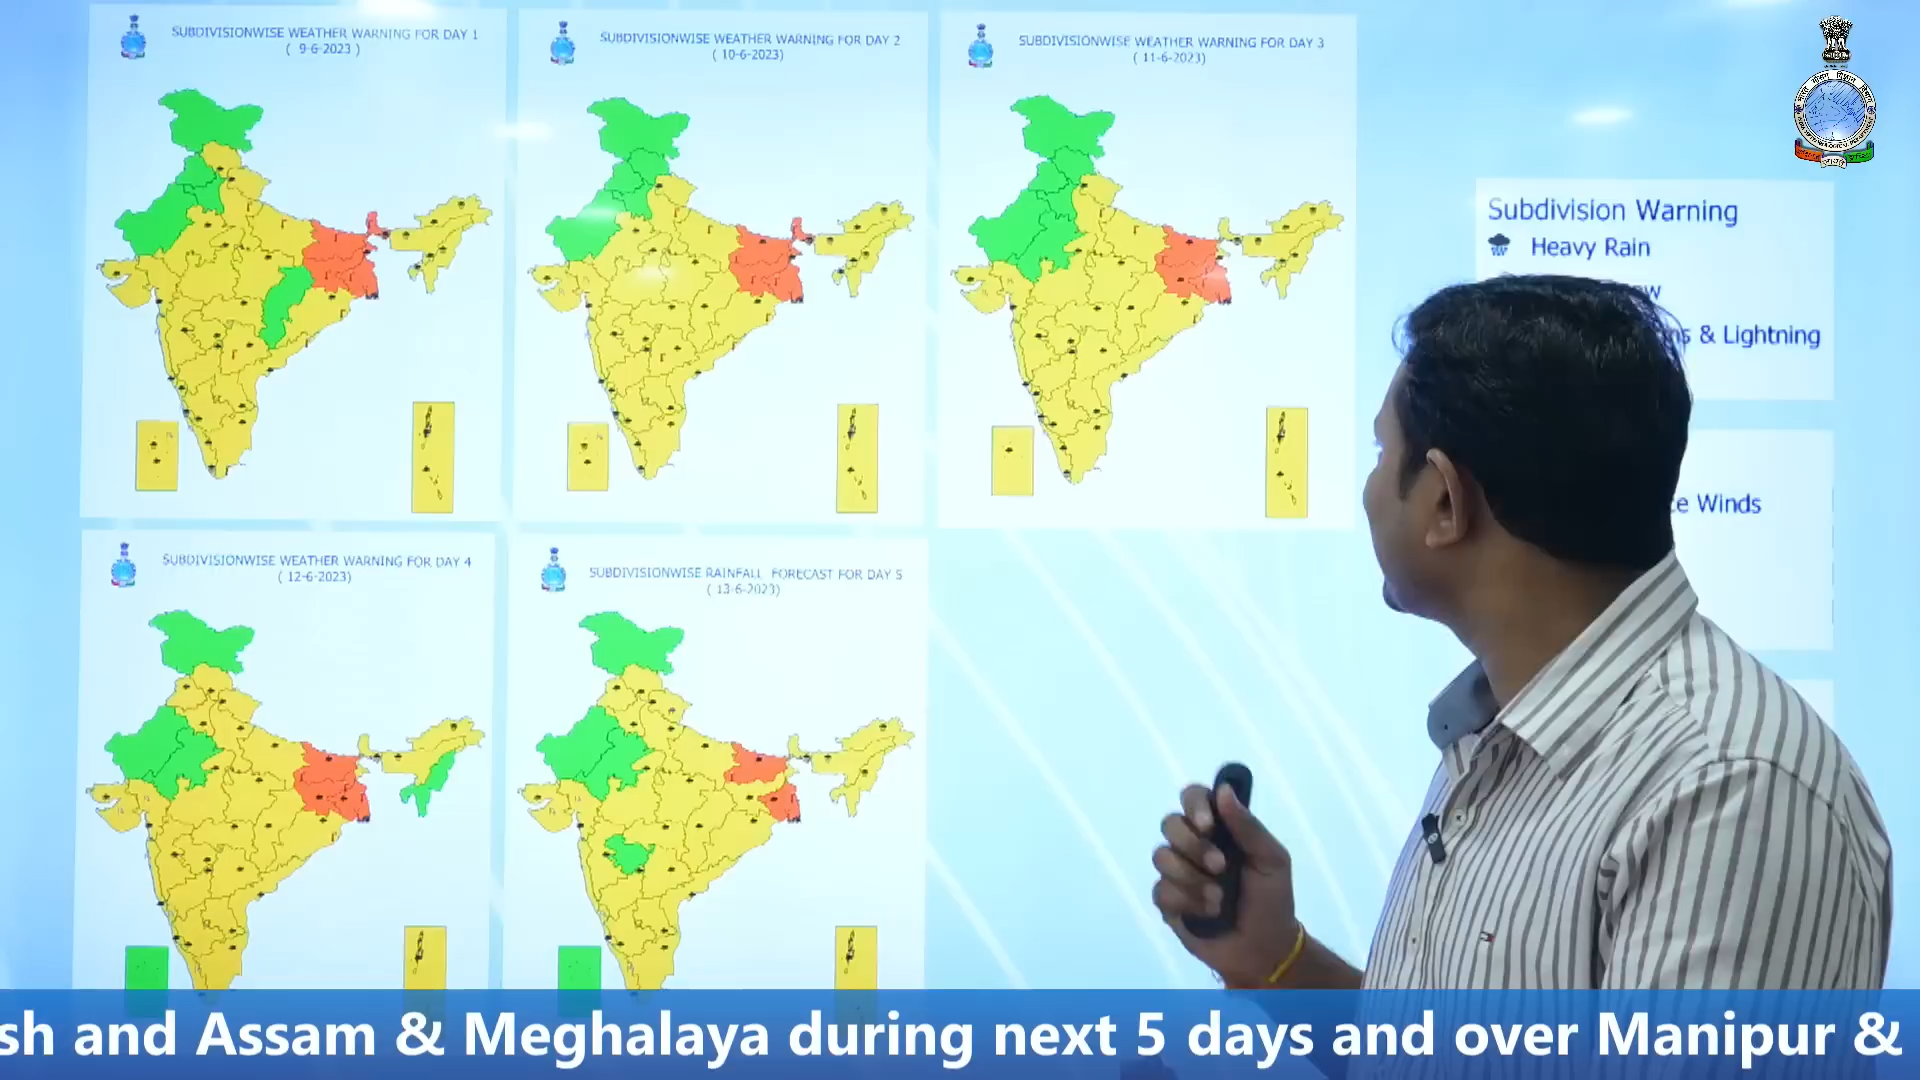 SUBDIVISIONWISE WEATHER WARNING FOR DAY 1
( 9-6-2023 )
SUBDIVISIONWISE WEATHER WARNING FOR DAY 2
( 10-6-2023)
SUBDIVISIONWISE WEATHER WARNING FOR DAY 3
( 11-6-2023)
Subdivision Warning
Heavy Rain
& Lightning
Winds
SUBDIVISIONWISE WEATHER WARNING FOR DAY 4
( 12-6-2023)
SUBDIVISIONWISE RAINFALL FORECAST FOR DAY 5
( 13-6-2023)
sh and Assam & Meghalaya during next 5 days and over Manipur &